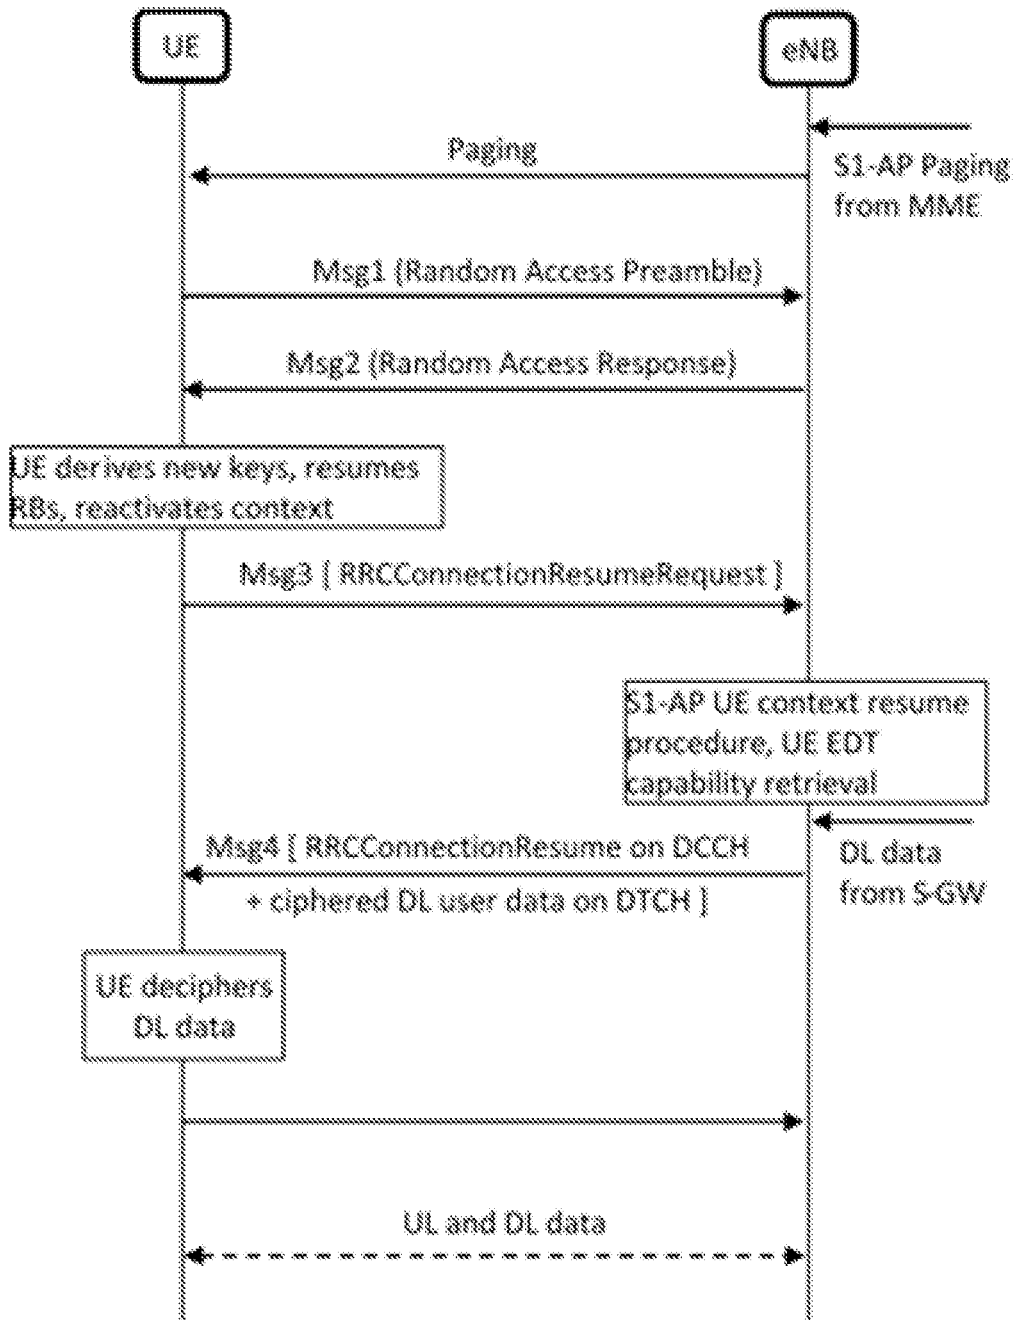 UE
eNB
Paging
S1-AP Paging
from MME
Msg1 (Random Access Preamble)
Msg2 (Random Access Response)
UE derives new keys, resumes
RBs, reactivates context
Msg3 [ RRCConnectionResumeRequest ]
S1-AP UE context resume
procedure, UE EDT
capability retrieval
Msg4 [ RRCConnectionResume on DCCH
+ ciphered DL user data on DTCH ]
DL data
from S-GW
UE deciphers
DL data
UL and DL data